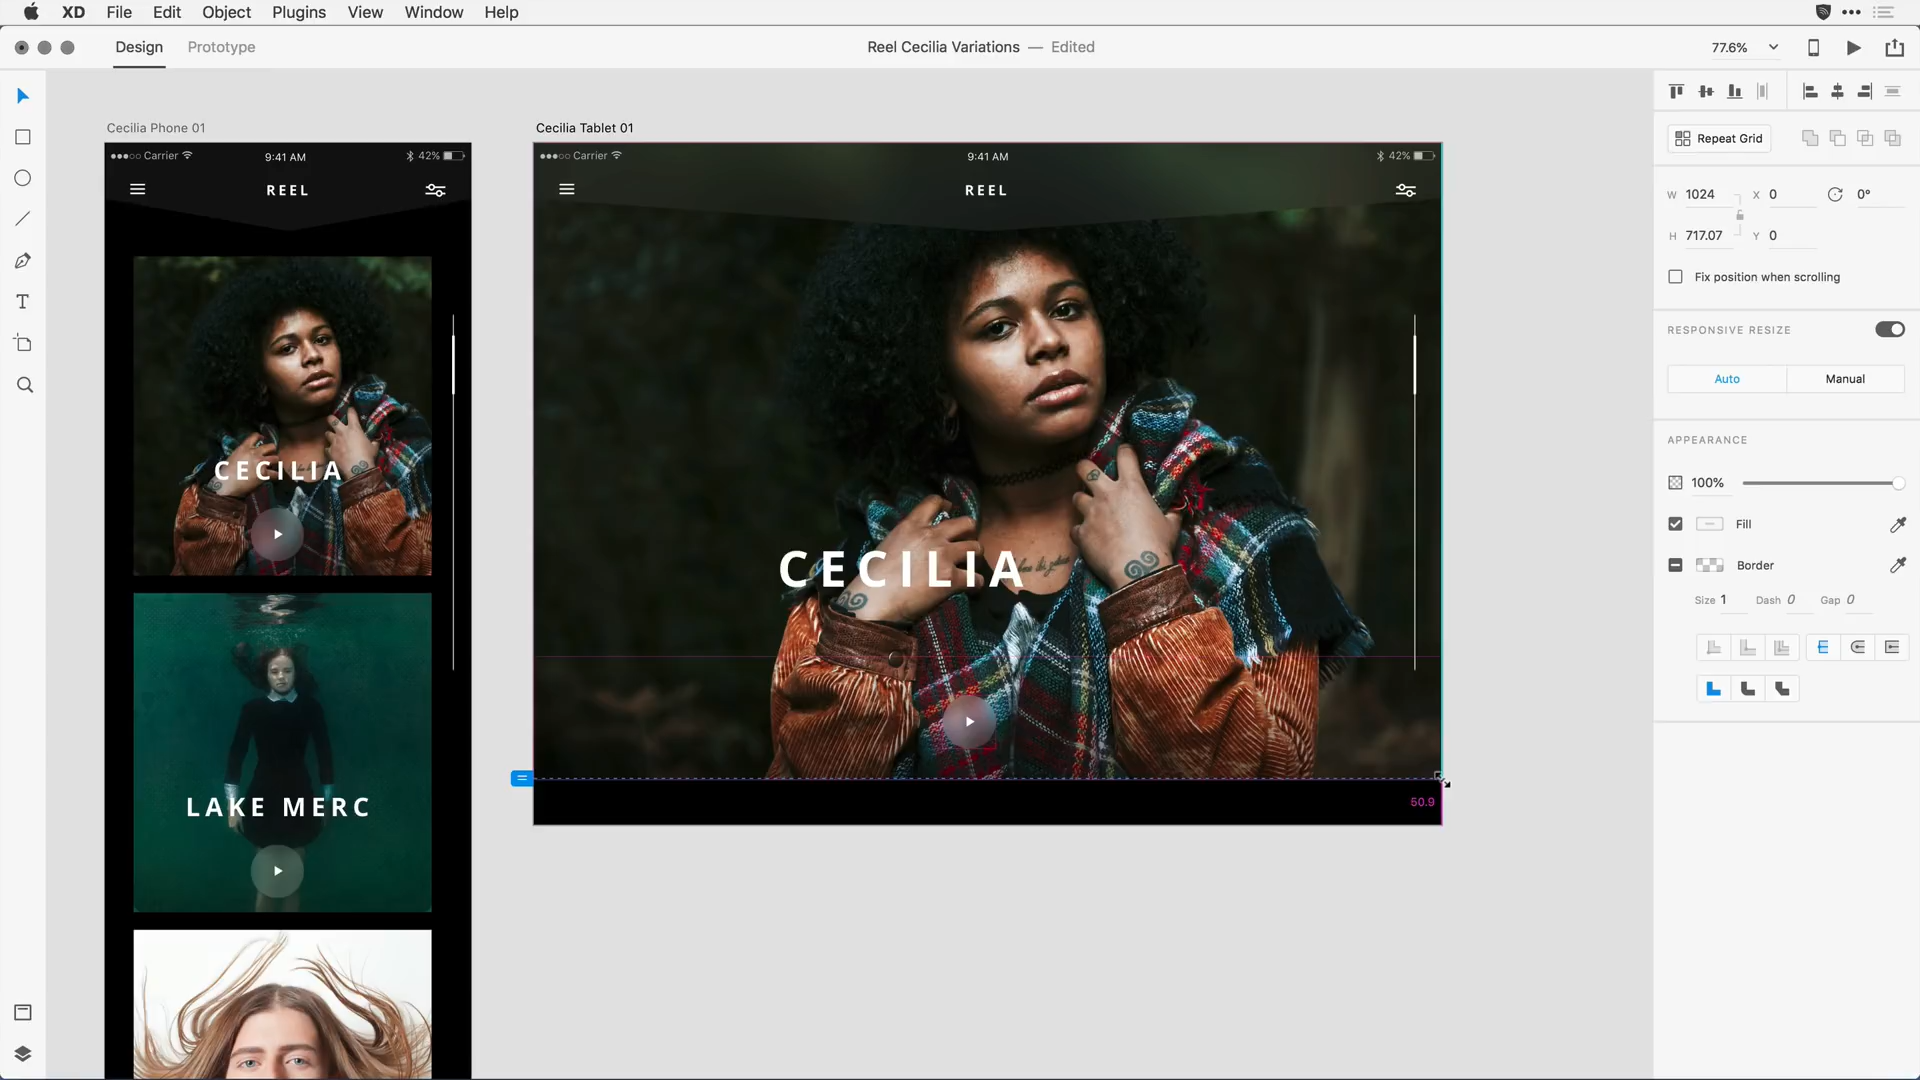 XD File Edit Object Plugins View Window Help
Design Prototype
Reel Cecilia Variations — Edited
77.6%
Cecilia Phone 01
Carrier 9:41 AM 42%
REEL
CECILIA
LAKE MERC
Cecilia Tablet 01
Carrier 9:41 AM 42%
REEL
CECILIA
50.9
Repeat Grid
W 1024 X 0 0°
H 717.07 Y 0
Fix position when scrolling
RESPONSIVE RESIZE
Auto Manual
APPEARANCE
100%
Fill
Border
Size 1 Dash 0 Gap 0